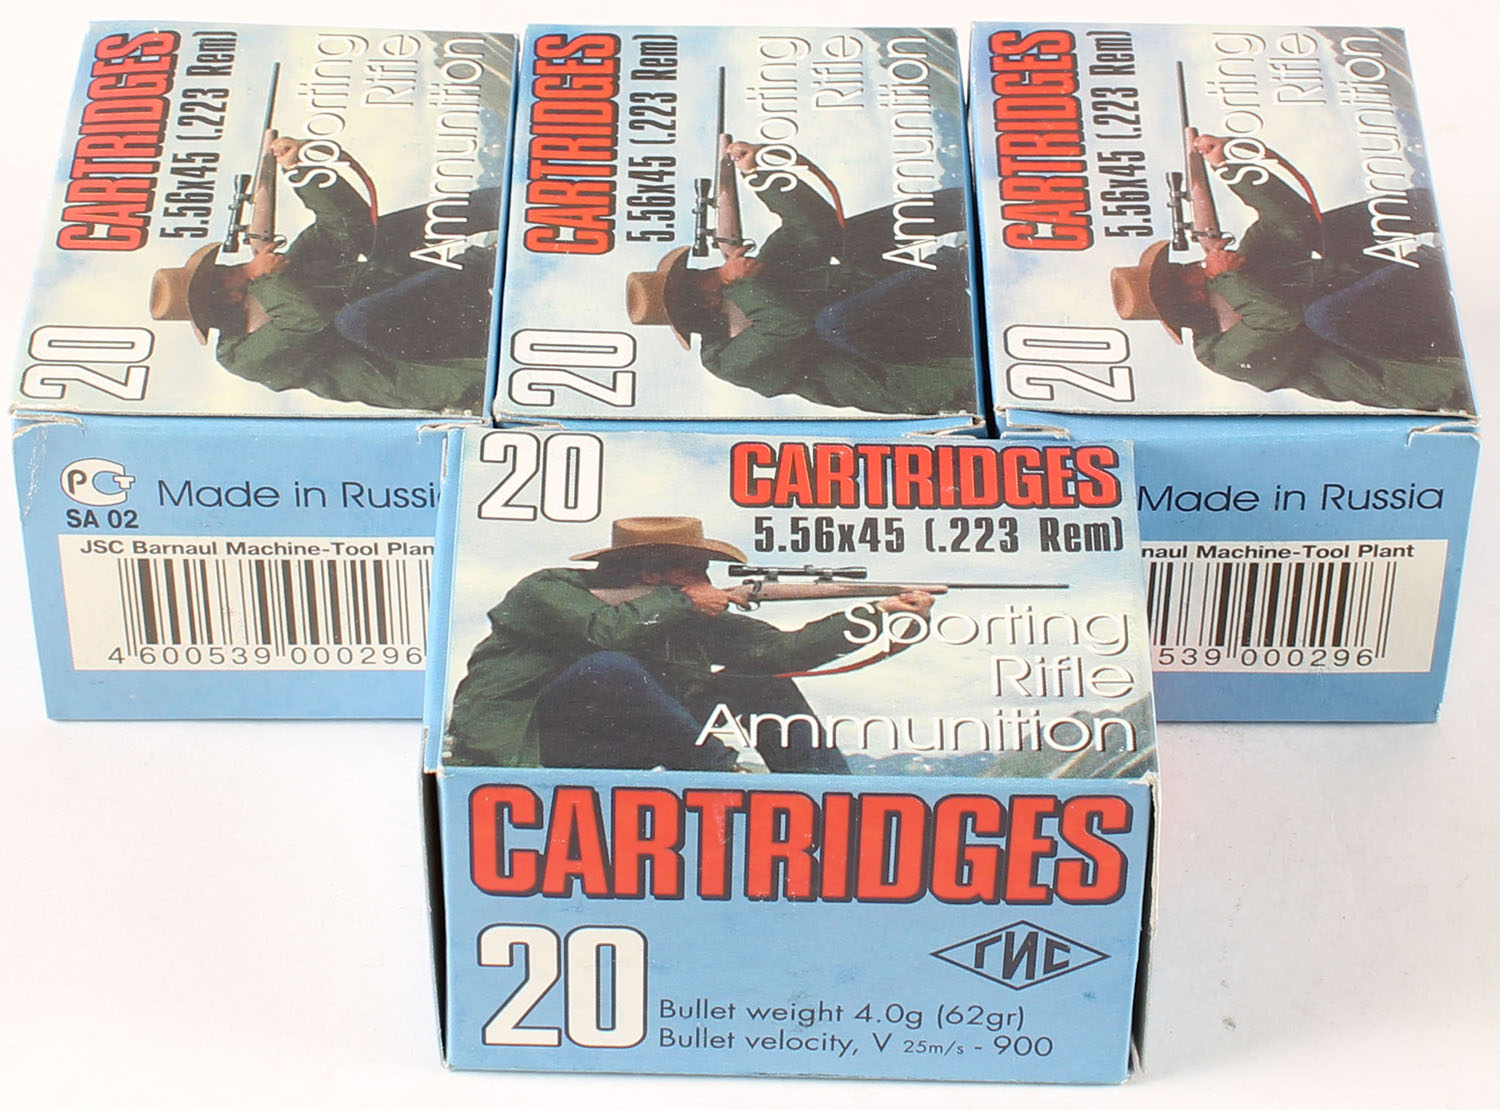 CARTRIDGES
5.56x45 (.223 Rem)
Sporting
Rifle
Ammunition
20
CARTRIDGES
5.56x45 (.223 Rem)
Sporting
Rifle
Ammunition
20
CARTRIDGES
5.56x45 (.223 Rem)
Sporting
Rifle
Ammunition
20
РСТ
SA 02
Made in Russi
JSC Barnaul Machine-Tool Plan
4 600539 000296
Made in Russia
naul Machine-Tool Plant
539 000296
20
CARTRIDGES
5.56x45 (.223 Rem)
Sporting
Rifle
Ammunition
CARTRIDGES
20
ГИС
Bullet weight 4.0g (62gr)
Bullet velocity, V 25m/s - 900